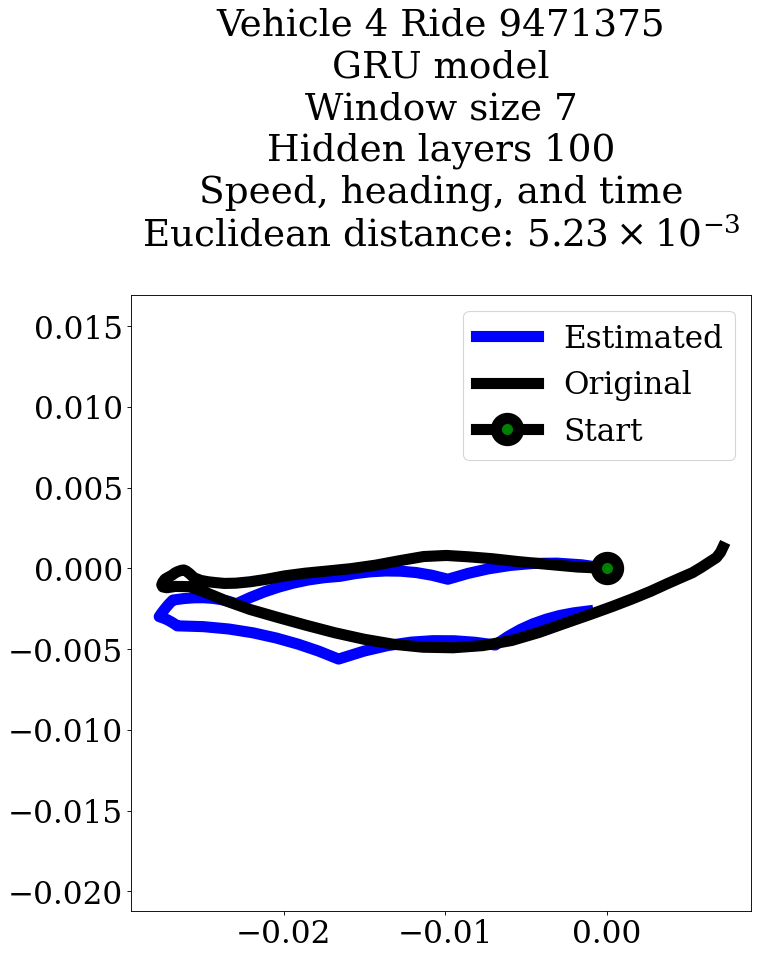 Vehicle 4 Ride 9471375
GRU model
Window size 7
Hidden layers 100
Speed, heading, and time
Euclidean distance: 5.23 × 10⁻³
Estimated
Original
Start
0.015
0.010
0.005
0.000
−0.005
−0.010
−0.015
−0.020
−0.02 −0.01 0.00